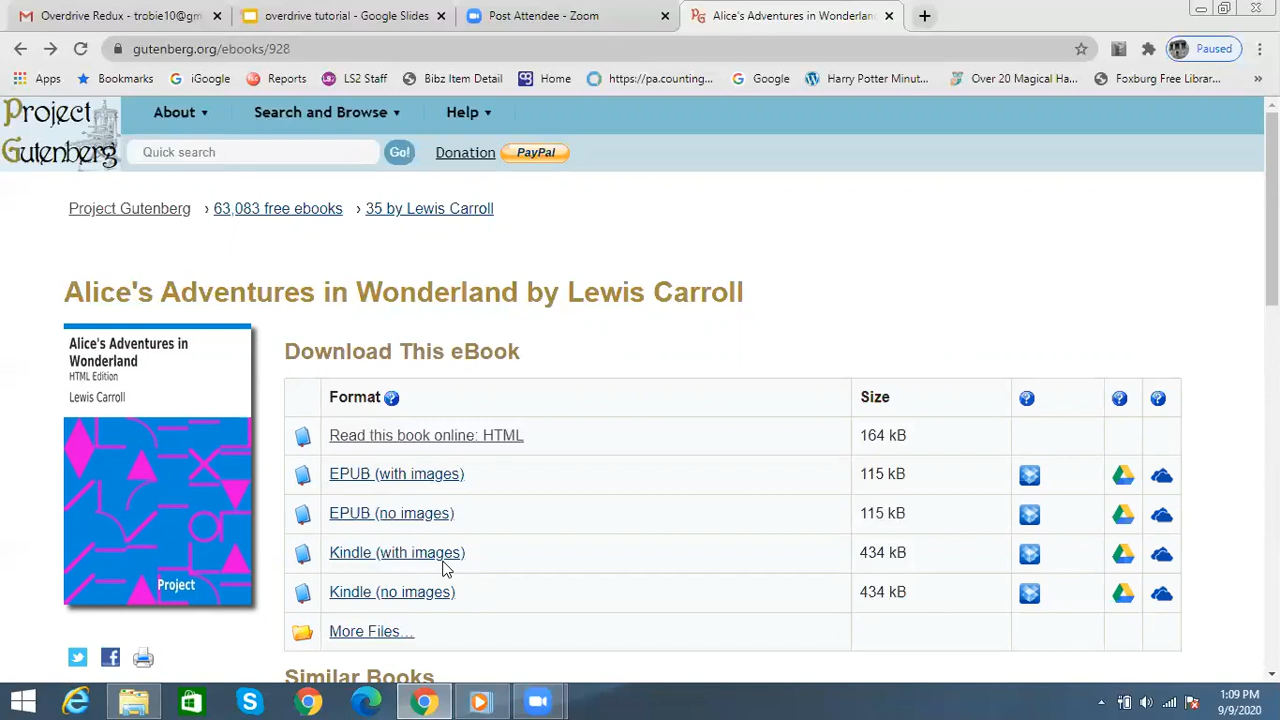 Overdrive Redux - trobie10@gm
overdrive tutorial - Google Slides
Post Attendee - Zoom
Alice's Adventures in Wonderlan
gutenberg.org/ebooks/928
Paused
Apps
Bookmarks
iGoogle
Reports
LS2 Staff
Bibz Item Detail
Home
https://pa.counting...
Google
Harry Potter Minut...
Over 20 Magical Ha...
Foxburg Free Librar...
»
Project
Gutenberg
About ▾
Search and Browse ▾
Help ▾
Quick search
Go!
Donation
PayPal
Project Gutenberg › 63,083 free ebooks › 35 by Lewis Carroll
Alice's Adventures in Wonderland by Lewis Carroll
Alice's Adventures in
Wonderland
HTML Edition
Lewis Carroll
Project
Download This eBook
Format ? Size ? ? ?
Read this book online: HTML 164 kB
EPUB (with images) 115 kB
EPUB (no images) 115 kB
Kindle (with images) 434 kB
Kindle (no images) 434 kB
More Files...
Similar Books
1:09 PM
9/9/2020